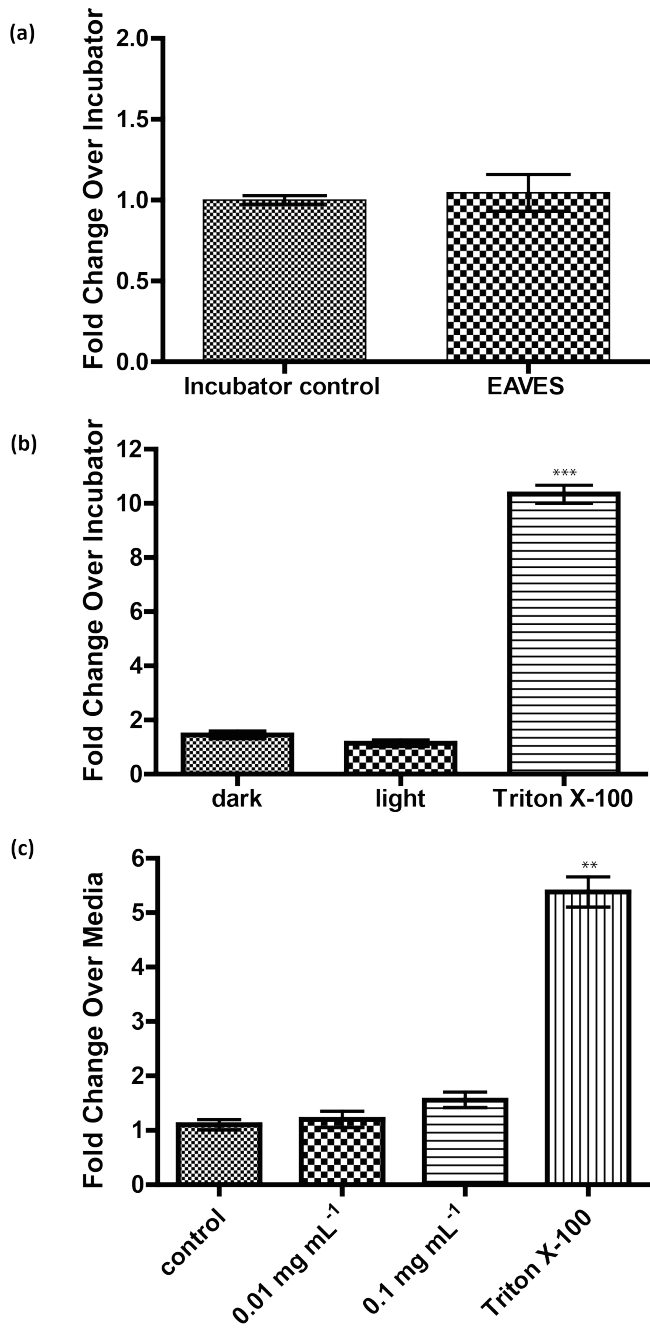 (a)
Fold Change Over Incubator
2.0
1.5
1.0
0.5
0.0
Incubator control EAVES
(b)
Fold Change Over Incubator
12
10
8
6
4
2
0
***
dark light Triton X-100
(c)
Fold Change Over Media
6
5
4
3
2
1
0
**
control
0.01 mg mL⁻¹
0.1 mg mL⁻¹
Triton X-100